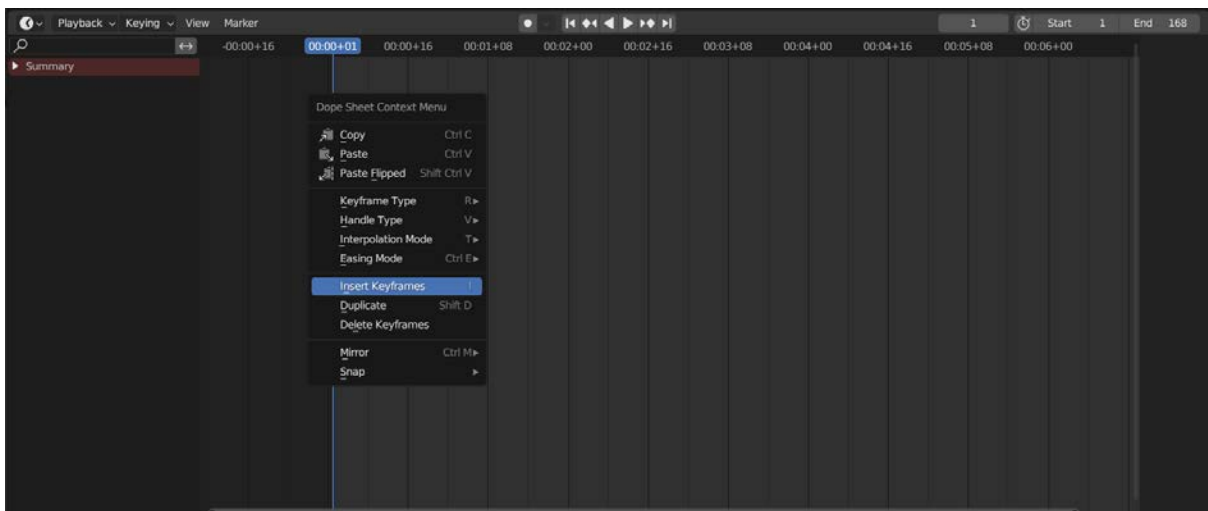 Playback Keying View Marker 1 Start 1 End 168
-00:00+16 00:00+01 00:00+16 00:01+08 00:02+00 00:02+16 00:03+08 00:04+00 00:04+16 00:05+08 00:06+00
Summary
Dope Sheet Context Menu
Copy Ctrl C
Paste Ctrl V
Paste Flipped Shift Ctrl V
Keyframe Type R
Handle Type V
Interpolation Mode T
Easing Mode Ctrl E
Insert Keyframes I
Duplicate Shift D
Delete Keyframes
Mirror Ctrl M
Snap